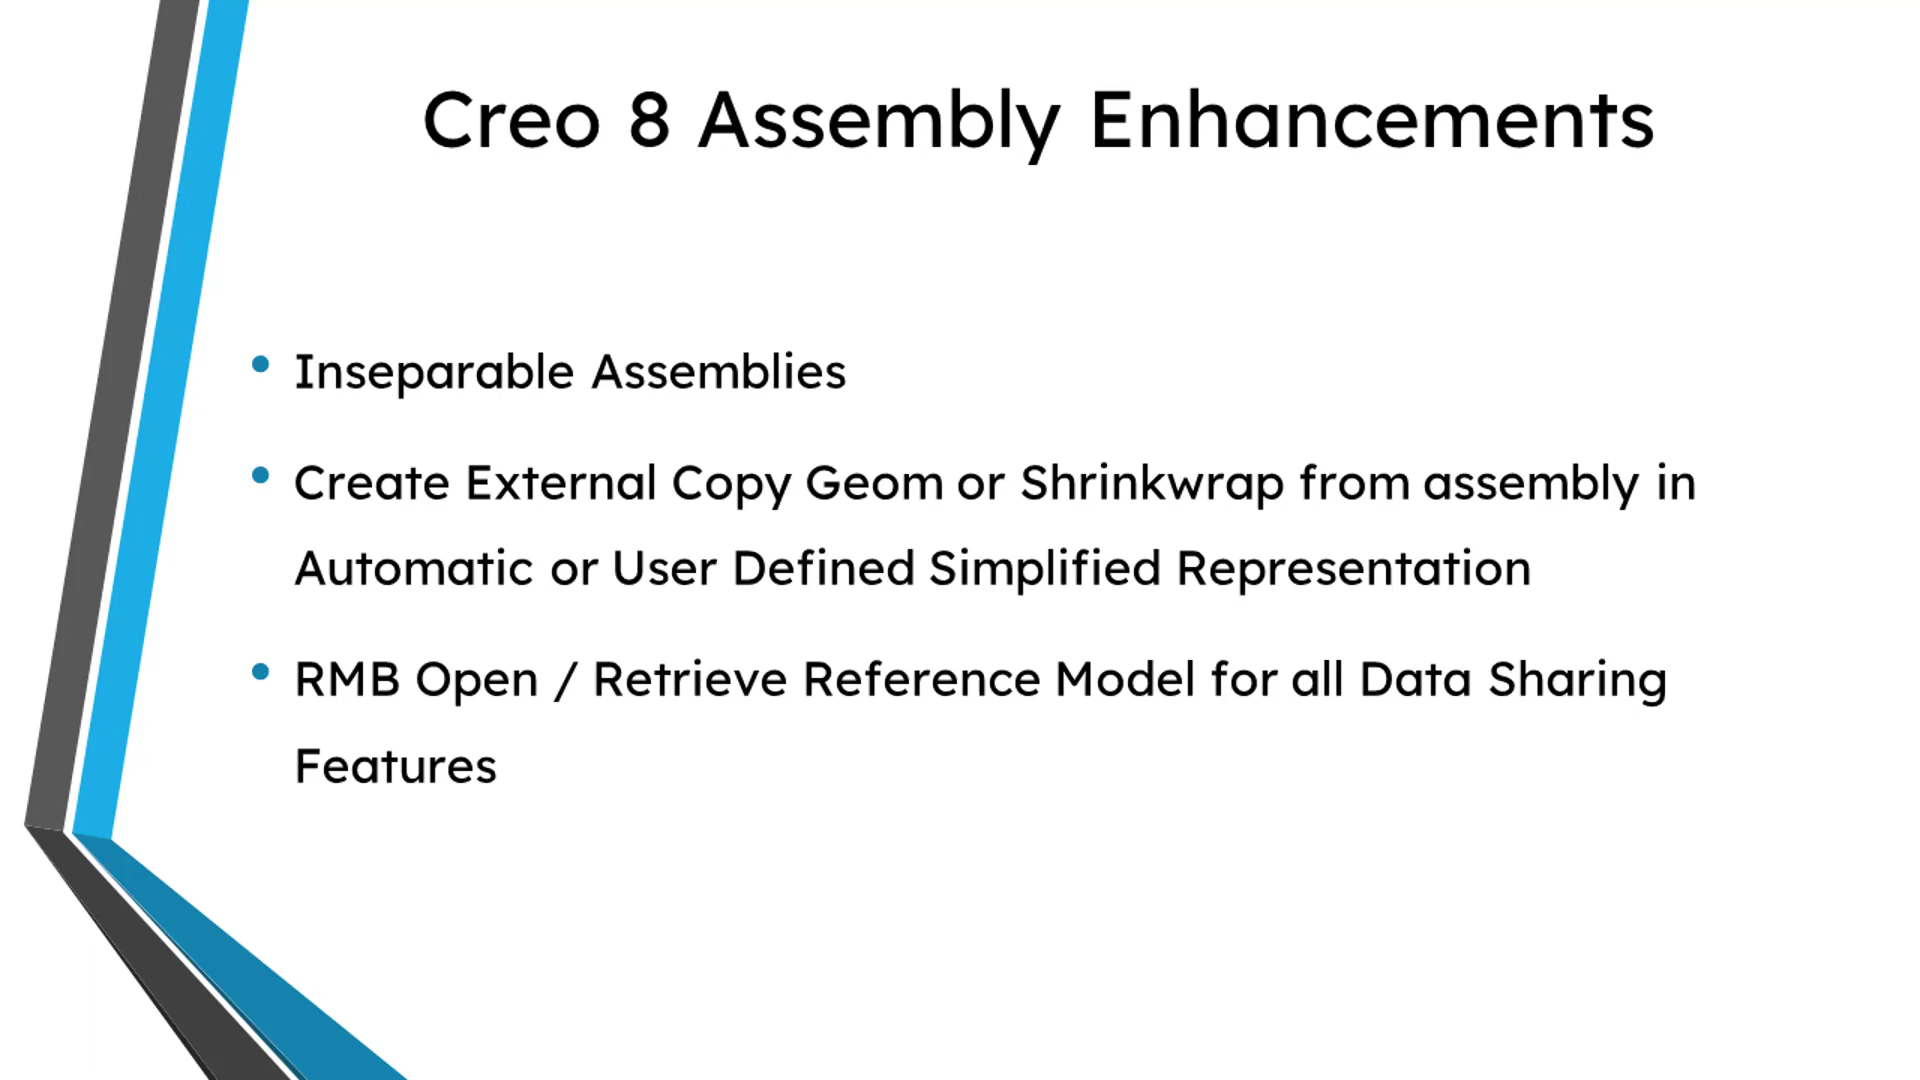 Creo 8 Assembly Enhancements
• Inseparable Assemblies
• Create External Copy Geom or Shrinkwrap from assembly in
Automatic or User Defined Simplified Representation
• RMB Open / Retrieve Reference Model for all Data Sharing
Features